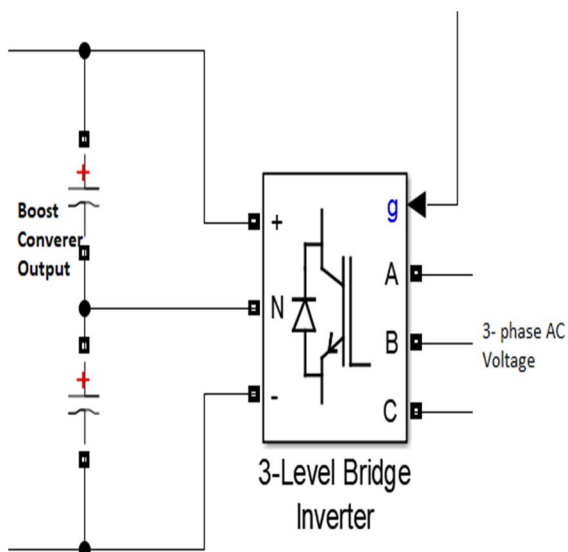 +
Boost
Converer
Output
+
g
+
A
N
B
3- phase AC
Voltage
-
C
3-Level Bridge
Inverter